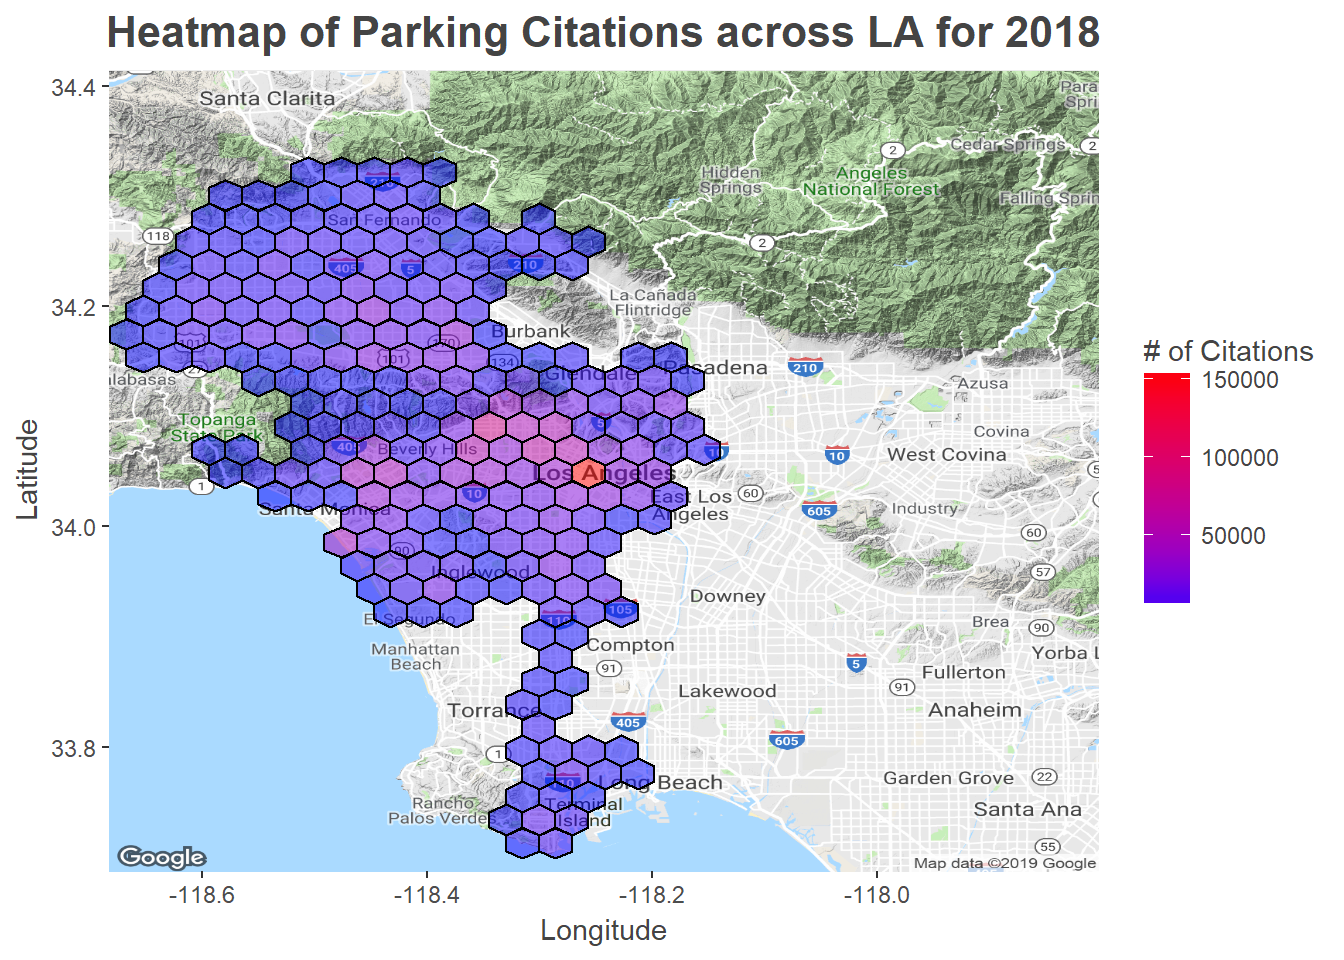 Heatmap of Parking Citations across LA for 2018
34.4
34.2
34.0
33.8
Latitude
Santa Clarita
Para
Spri
2
Cedar Springs
2
Hidden
Springs
Angeles
National Forest
Falling Sprin
210
San Fernando
118
2
405
5
210
La Cañada
Flintridge
Burbank
101
170
101
134
Glendale
Pasadena
210
alabasas
27
Azusa
Topanga
State Park
5
Covina
405
Beverly Hills
10
10
West Covina
Los Angeles
1
10
East Los
Angeles
60
605
Industry
Santa Monica
60
90
Inglewood
57
Downey
105
El Segundo
110
Brea
90
Manhattan
Beach
Compton
91
5
Yorba L
Fullerton
Lakewood
91
Torrance
405
Anaheim
605
1
Long Beach
Garden Grove
22
Rancho
Palos Verdes
Terminal
Island
Santa Ana
55
Google
Map data ©2019 Google
-118.6
-118.4
-118.2
-118.0
Longitude
# of Citations
150000
100000
50000